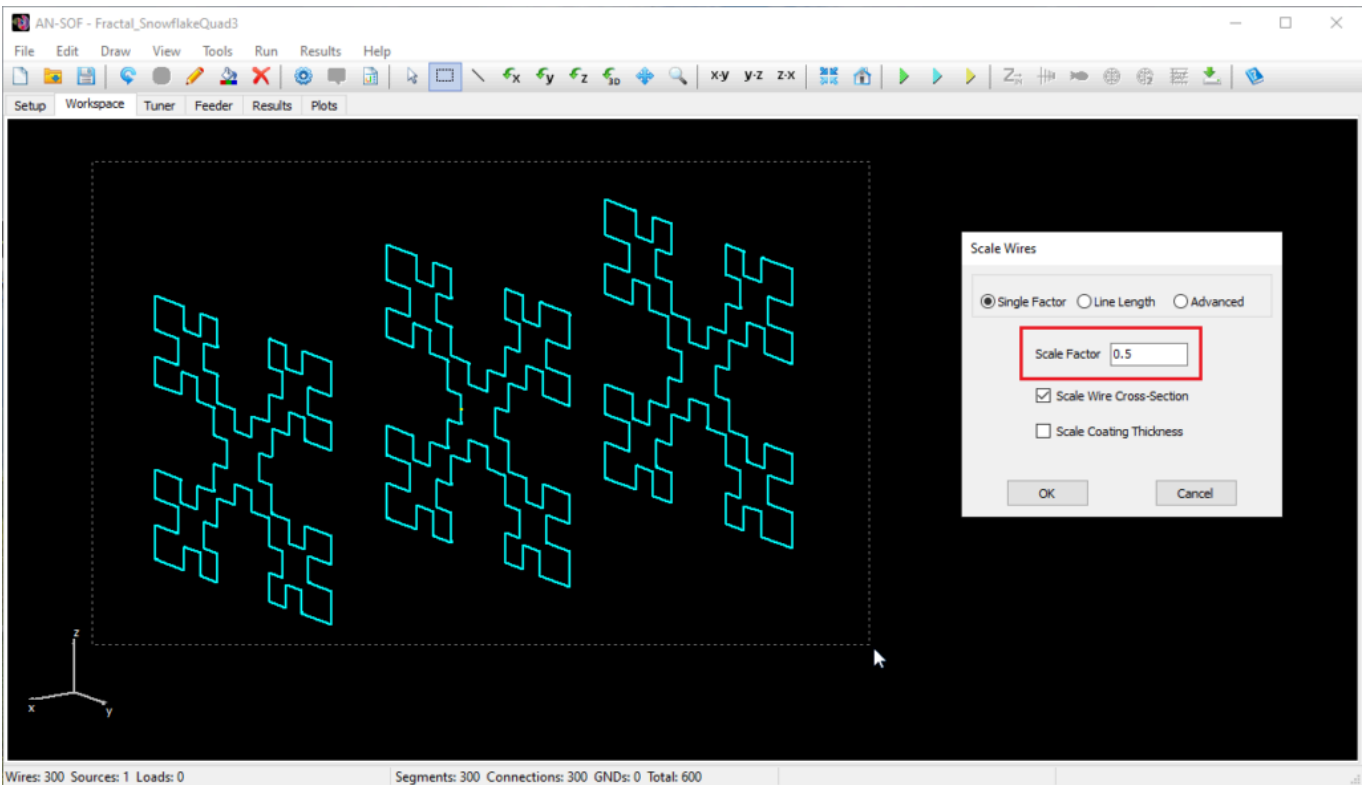 AN-SOF - Fractal_SnowflakeQuad3
File Edit Draw View Tools Run Results Help
x y z 3D x-y y-z z-x
Setup Workspace Tuner Feeder Results Plots
Scale Wires
Single Factor Line Length Advanced
Scale Factor 0.5
Scale Wire Cross-Section
Scale Coating Thickness
OK Cancel
z
x
y
Wires: 300 Sources: 1 Loads: 0 Segments: 300 Connections: 300 GNDs: 0 Total: 600